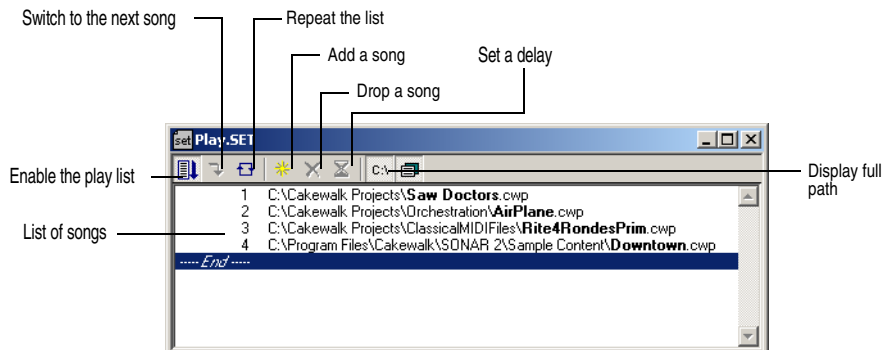 Switch to the next song
Repeat the list
Add a song
Set a delay
Drop a song
set Play.SET
Enable the play list
C:\
Display full
path
List of songs
1 C:\Cakewalk Projects\Saw Doctors.cwp
2 C:\Cakewalk Projects\Orchestration\AirPlane.cwp
3 C:\Cakewalk Projects\ClassicalMIDIFiles\Rite4RondesPrim.cwp
4 C:\Program Files\Cakewalk\SONAR 2\Sample Content\Downtown.cwp
----- End -----